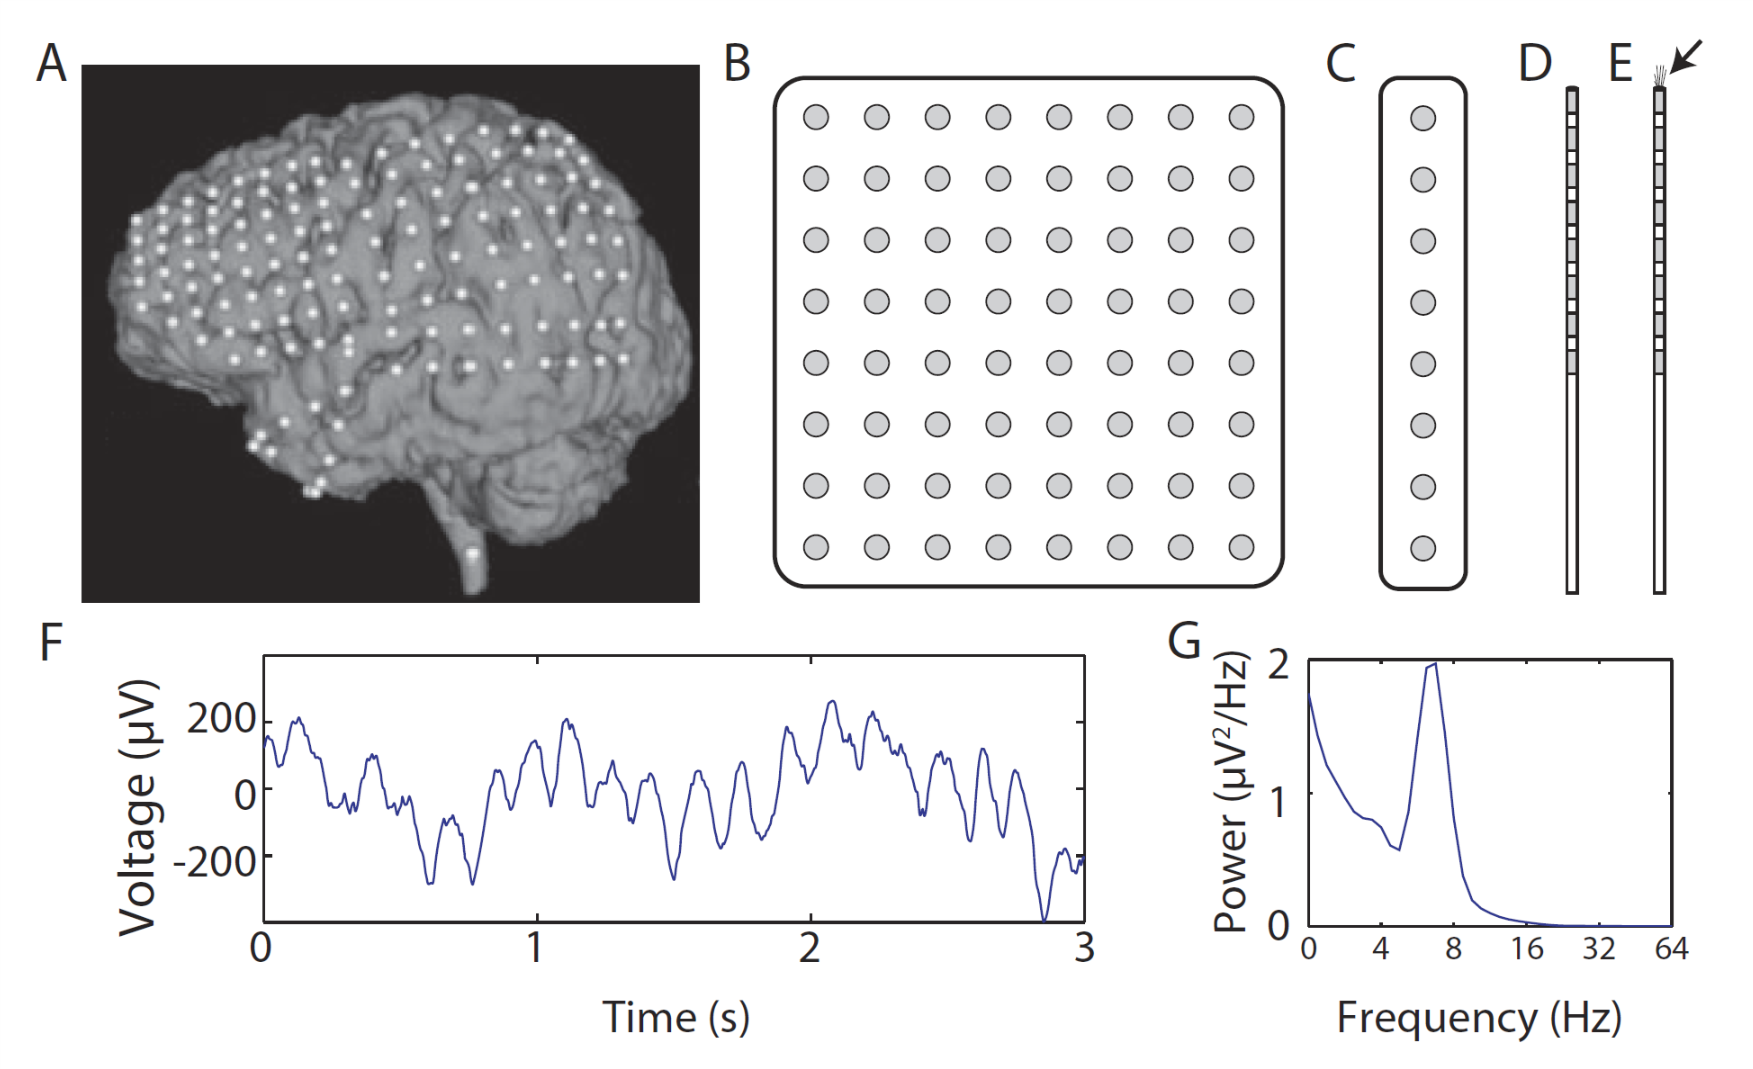 A
B
C
D
E
F
Voltage (µV)
200
0
-200
0
1
2
3
Time (s)
G
Power (µV²/Hz)
2
1
0
0
4
8
16
32
64
Frequency (Hz)